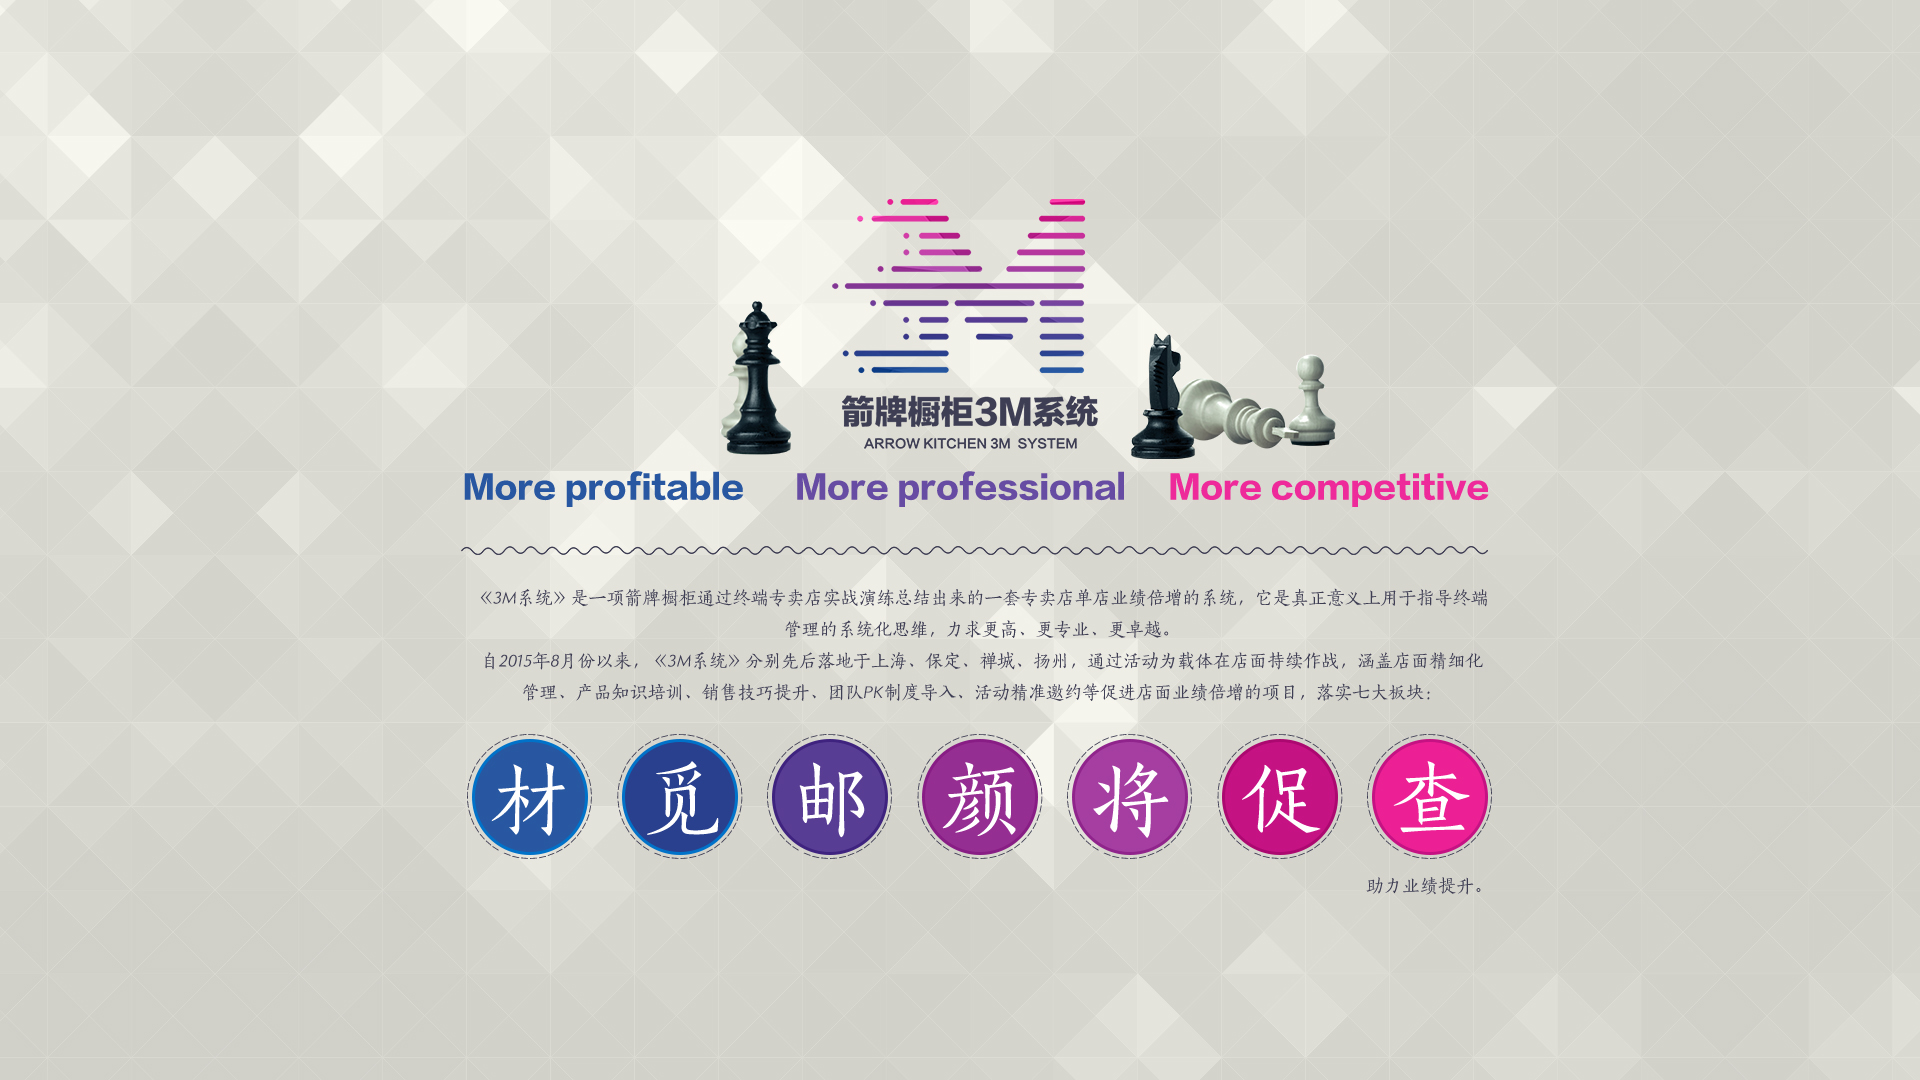 箭牌橱柜3M系统
ARROW KITCHEN 3M SYSTEM
More profitable More professional More competitive
《3M系统》是一项箭牌橱柜通过终端专卖店实战演练总结出来的一套专卖店单店业绩倍增的系统，它是真正意义上用于指导终端
管理的系统化思维，力求更高、更专业、更卓越。
自2015年8月份以来，《3M系统》分别先后落地于上海、保定、禅城、扬州，通过活动为载体在店面持续作战，涵盖店面精细化
管理、产品知识培训、销售技巧提升、团队PK制度导入、活动精准邀约等促进店面业绩倍增的项目，落实七大板块：
材 觅 邮 颜 将 促 查
助力业绩提升。